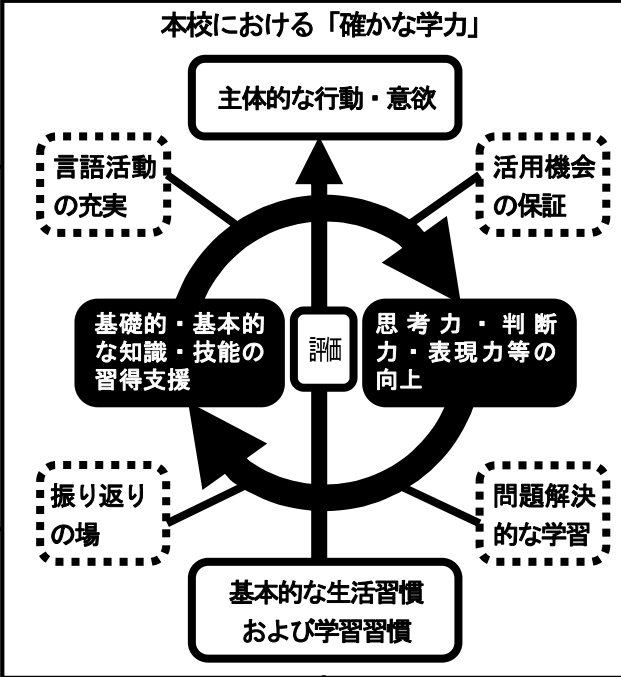 本校における「確かな学力」
主体的な行動・意欲
言語活動
の充実
活用機会
の保証
基礎的・基本的
な知識・技能の
習得支援
評価
思考力・判断
力・表現力等の
向上
振り返り
の場
問題解決
的な学習
基本的な生活習慣
および学習習慣